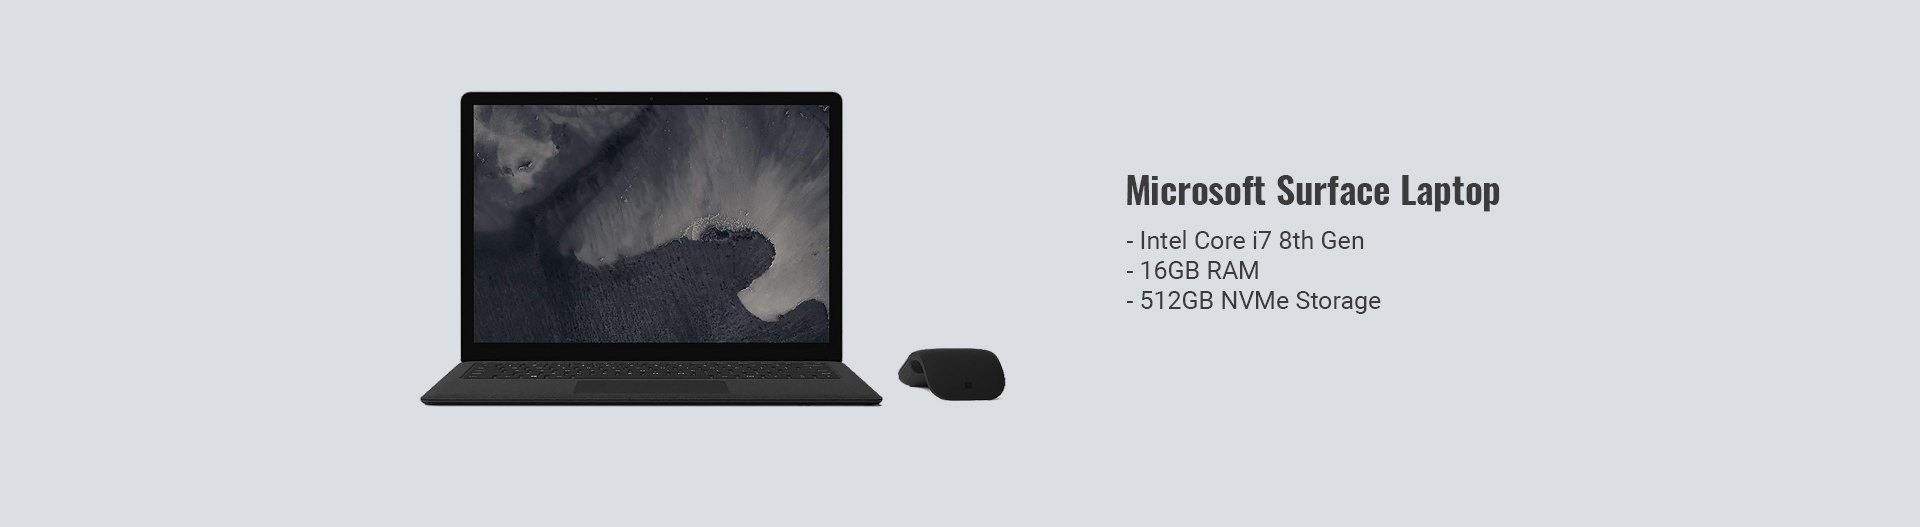 Microsoft Surface Laptop
- Intel Core i7 8th Gen
- 16GB RAM
- 512GB NVMe Storage